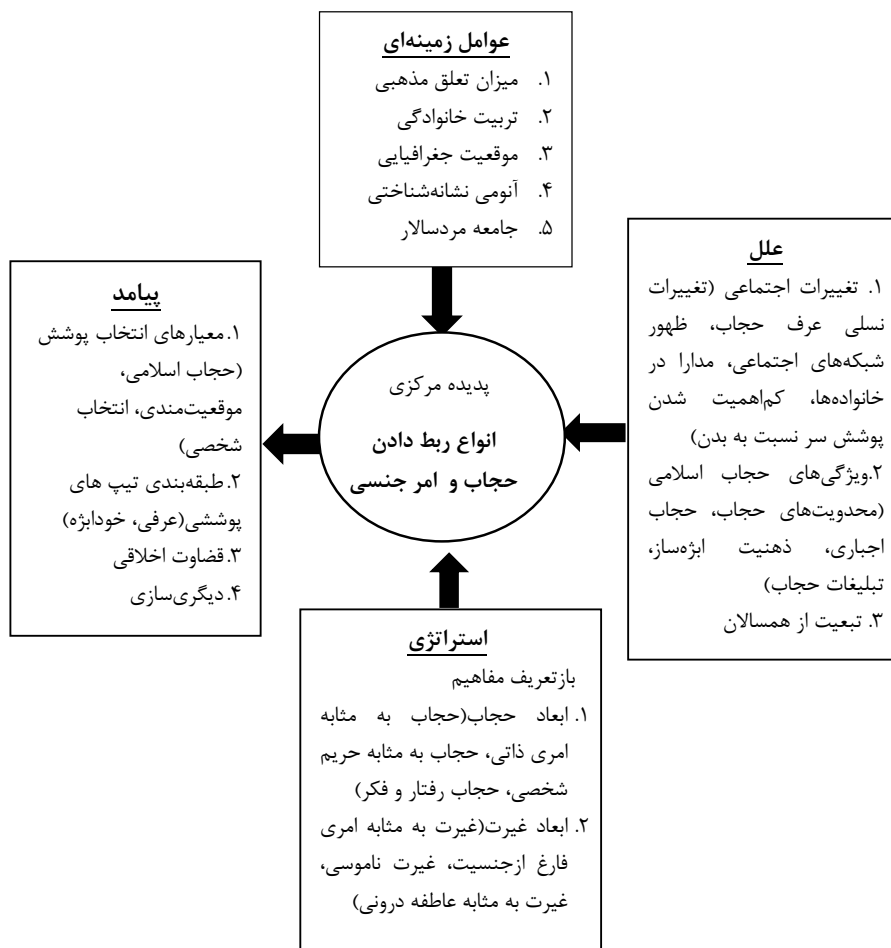 عوامل زمینه‌ای
۱. میزان تعلق مذهبی
۲. تربیت خانوادگی
۳. موقعیت جغرافیایی
۴. آنومی نشانه‌شناختی
۵. جامعه مردسالار
علل
۱. تغییرات اجتماعی (تغییرات
نسلی عرف حجاب، ظهور
شبکه‌های اجتماعی، مدارا در
خانواده‌ها، کم‌اهمیت شدن
پوشش سر نسبت به بدن)
۲.ویژگی‌های حجاب اسلامی
(محدویت‌های حجاب، حجاب
اجباری، ذهنیت ابژه‌ساز،
تبلیغات حجاب)
۳. تبعیت از همسالان
پدیده مرکزی
انواع ربط دادن
حجاب و امر جنسی
پیامد
۱.معیارهای انتخاب پوشش
(حجاب اسلامی،
موقعیت‌مندی، انتخاب
شخصی)
۲.طبقه‌بندی تیپ های
پوششی(عرفی، خودابژه)
۳.قضاوت اخلاقی
۴.دیگری‌سازی
استراتژی
بازتعریف مفاهیم
۱. ابعاد حجاب(حجاب به مثابه
امری ذاتی، حجاب به مثابه حریم
شخصی، حجاب رفتار و فکر)
۲. ابعاد غیرت(غیرت به مثابه امری
فارغ ازجنسیت، غیرت ناموسی،
غیرت به مثابه عاطفه درونی)